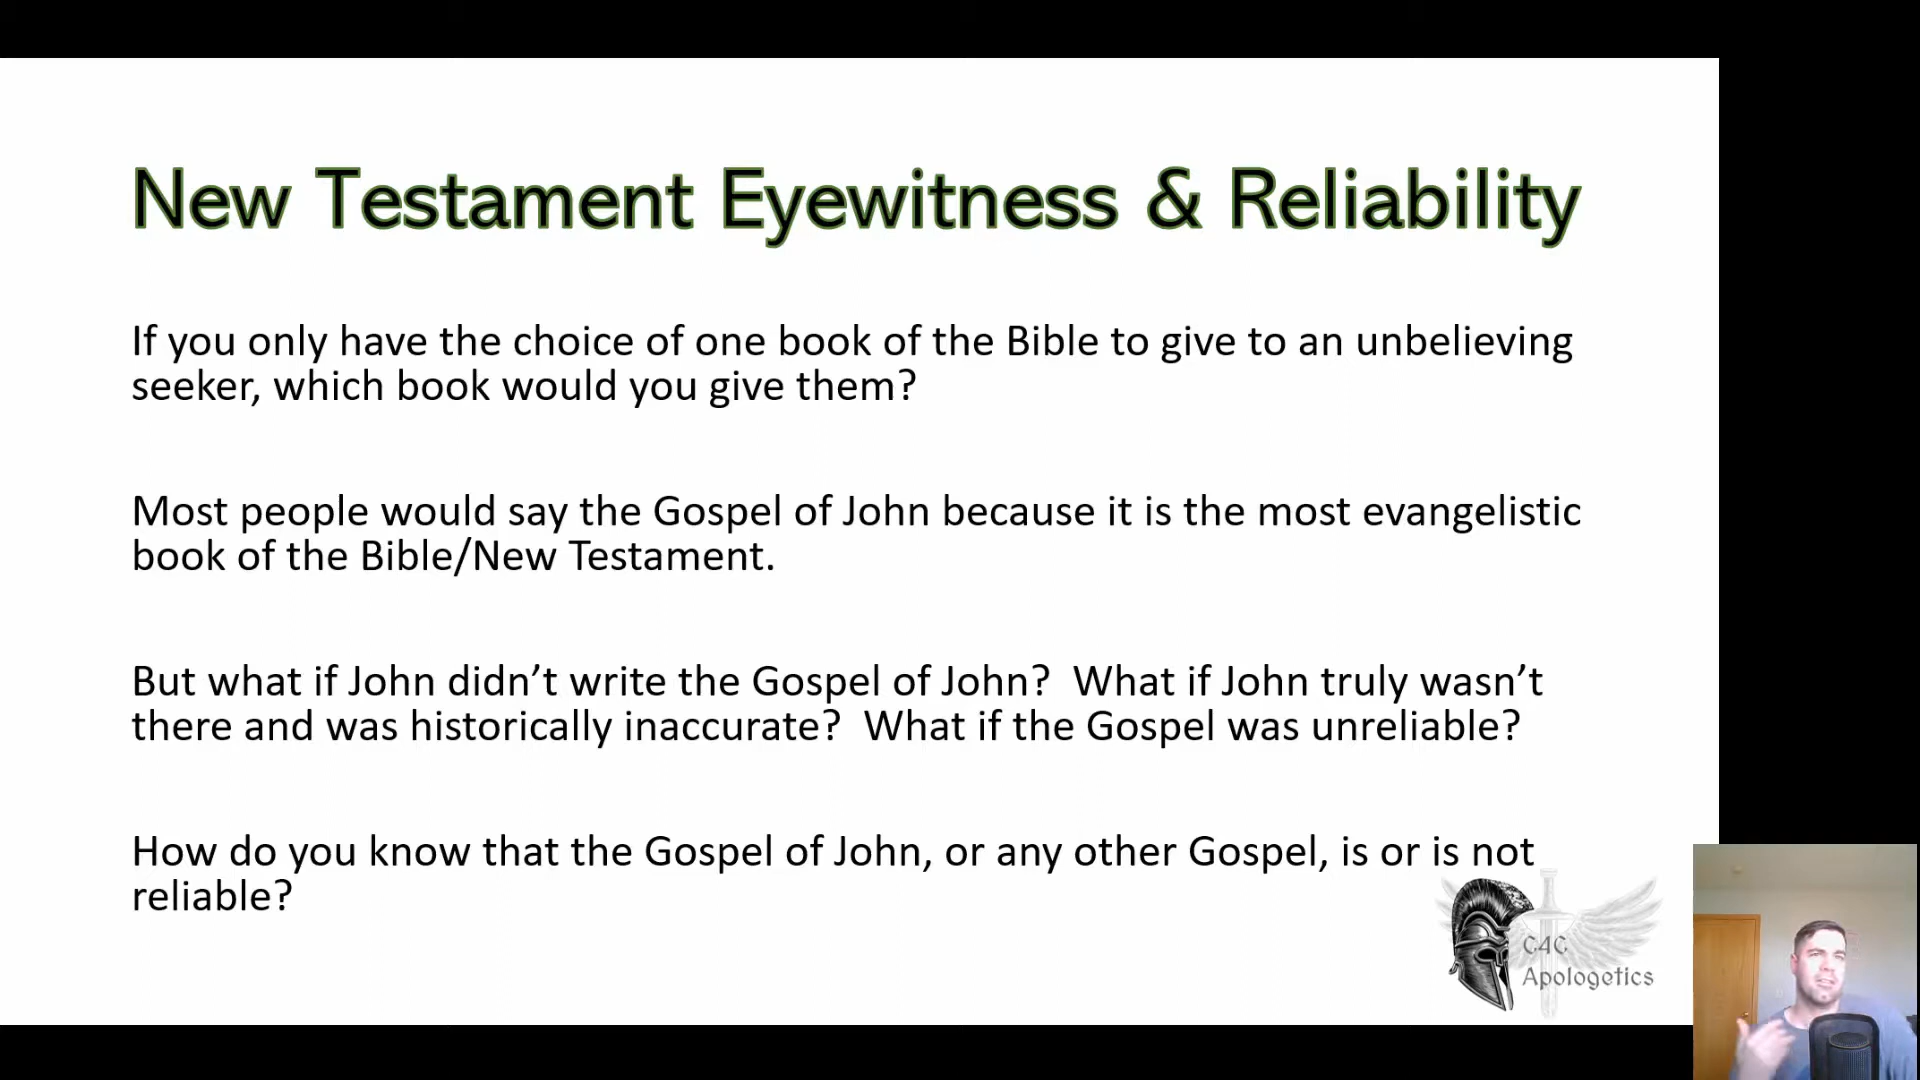 New Testament Eyewitness & Reliability
If you only have the choice of one book of the Bible to give to an unbelieving
seeker, which book would you give them?
Most people would say the Gospel of John because it is the most evangelistic
book of the Bible/New Testament.
But what if John didn’t write the Gospel of John?  What if John truly wasn’t
there and was historically inaccurate?  What if the Gospel was unreliable?
How do you know that the Gospel of John, or any other Gospel, is or is not
reliable?
C4C
Apologetics